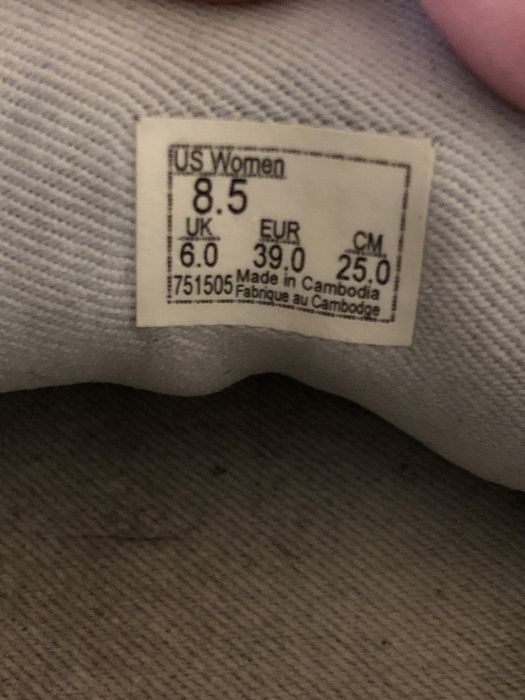 US Women
8.5
UK EUR CM
6.0 39.0 25.0
751505 Made in Cambodia
Fabrique au Cambodge